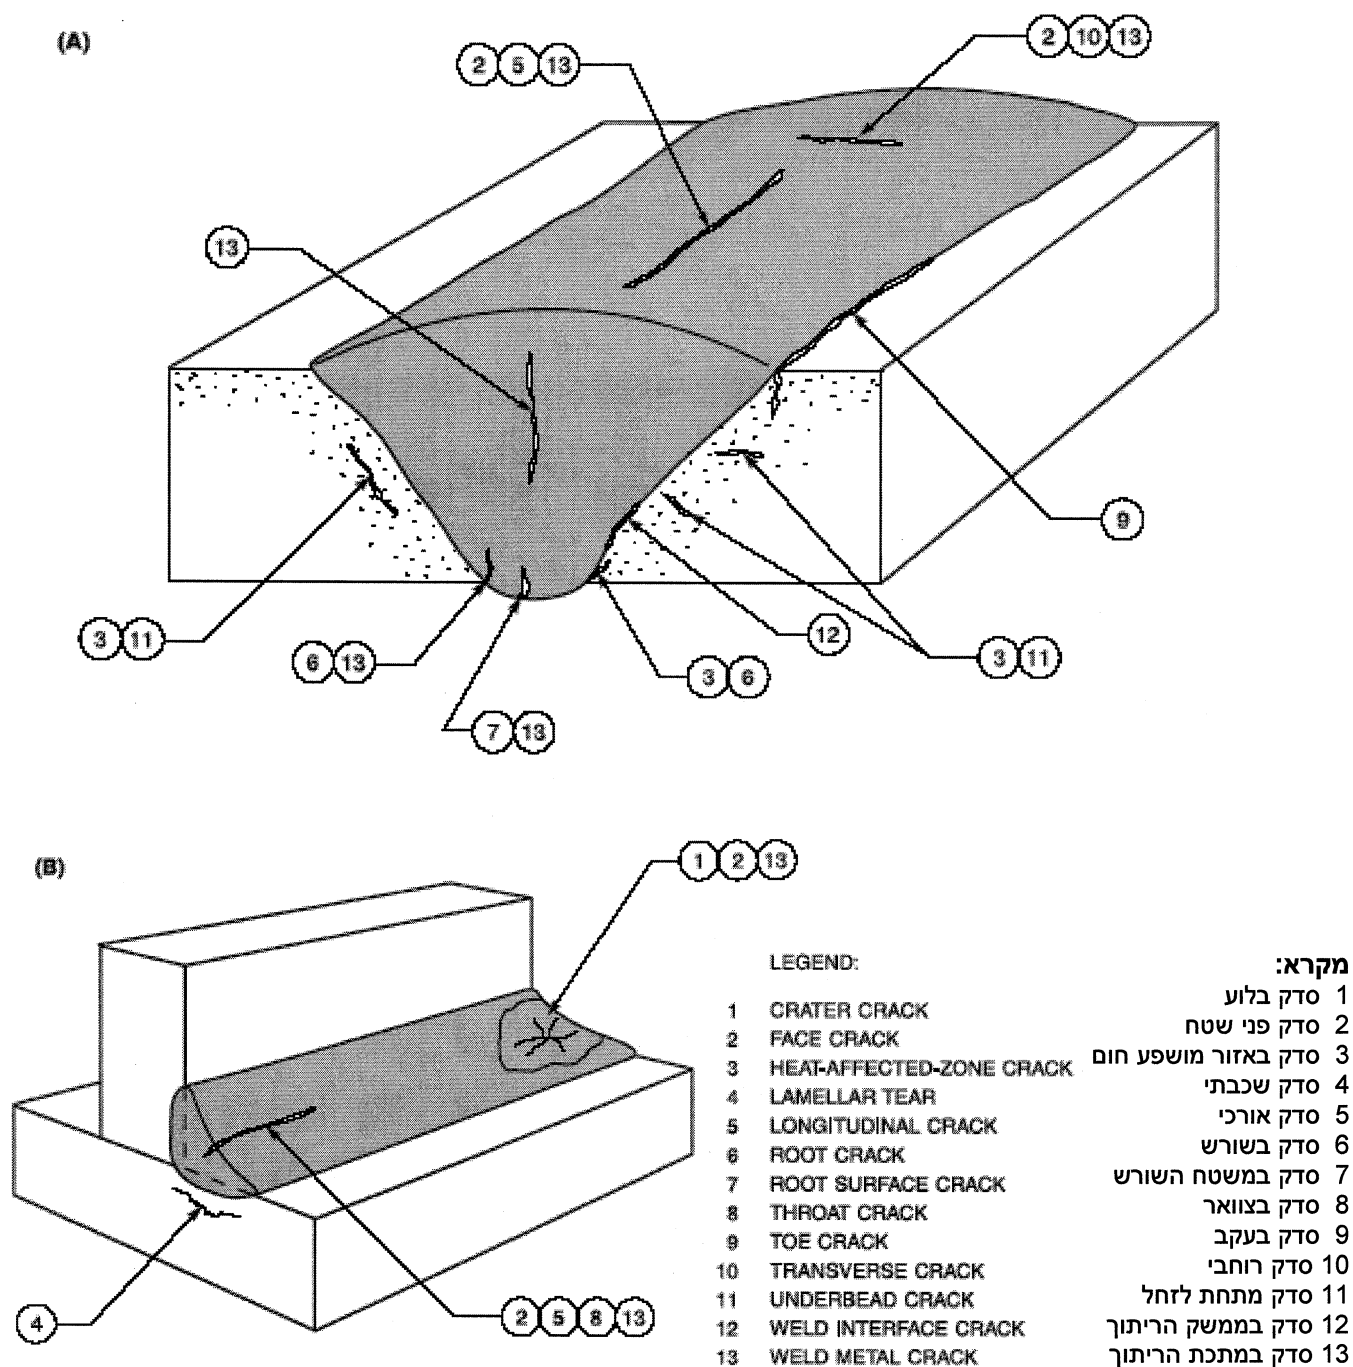 (A)
2 5 13
2 10 13
13
9
3 11
6 13
7 13
3 6
12
3 11
(B)
1 2 13
4
2 5 8 13
LEGEND:
1 CRATER CRACK
2 FACE CRACK
3 HEAT-AFFECTED-ZONE CRACK
4 LAMELLAR TEAR
5 LONGITUDINAL CRACK
6 ROOT CRACK
7 ROOT SURFACE CRACK
8 THROAT CRACK
9 TOE CRACK
10 TRANSVERSE CRACK
11 UNDERBEAD CRACK
12 WELD INTERFACE CRACK
13 WELD METAL CRACK
מקרא:
1 סדק בלוע
2 סדק פני שטח
3 סדק באזור מושפע חום
4 סדק שכבתי
5 סדק אורכי
6 סדק בשורש
7 סדק במשטח השורש
8 סדק בצוואר
9 סדק בעקב
10 סדק רוחבי
11 סדק מתחת לזחל
12 סדק בממשק הריתוך
13 סדק במתכת הריתוך